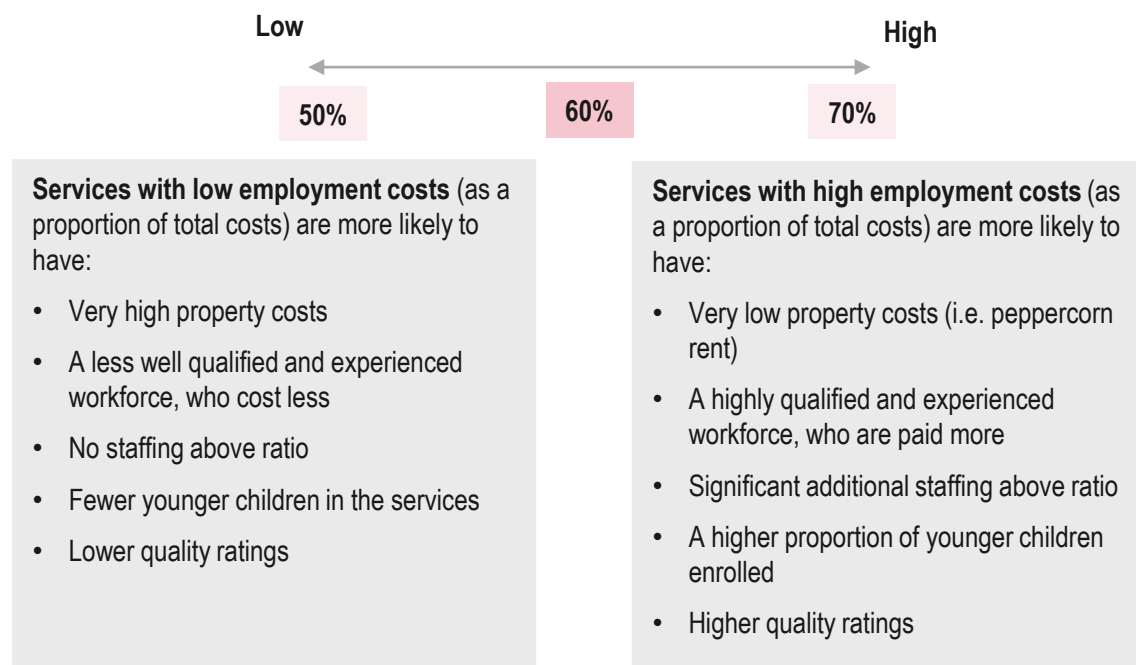 Low
High
50%
60%
70%
Services with low employment costs (as a
proportion of total costs) are more likely to
have:
• Very high property costs
• A less well qualified and experienced
workforce, who cost less
• No staffing above ratio
• Fewer younger children in the services
• Lower quality ratings
Services with high employment costs (as
a proportion of total costs) are more likely to
have:
• Very low property costs (i.e. peppercorn
rent)
• A highly qualified and experienced
workforce, who are paid more
• Significant additional staffing above ratio
• A higher proportion of younger children
enrolled
• Higher quality ratings